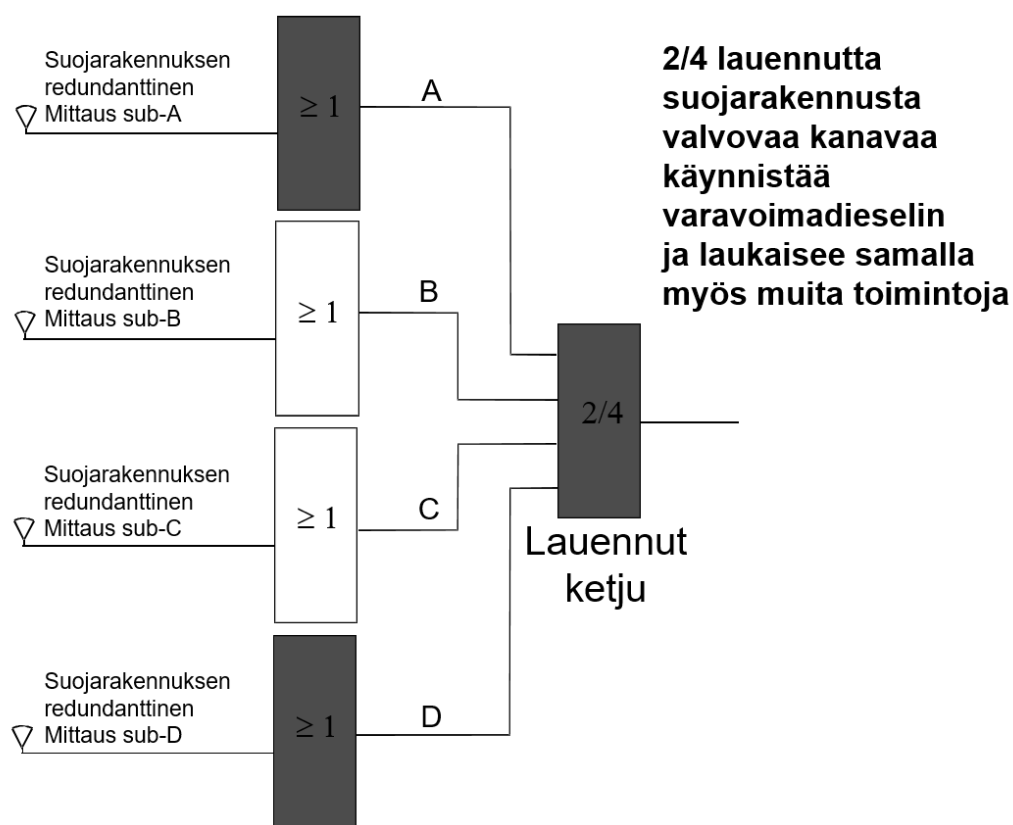 Suojarakennuksen
redundanttinen
Mittaus sub-A
≥ 1
A
2/4 lauennutta
suojarakennusta
valvovaa kanavaa
käynnistää
varavoimadieselin
ja laukaisee samalla
myös muita toimintoja
Suojarakennuksen
redundanttinen
Mittaus sub-B
≥ 1
B
2/4
Suojarakennuksen
redundanttinen
Mittaus sub-C
≥ 1
C
Lauennut
ketju
Suojarakennuksen
redundanttinen
Mittaus sub-D
≥ 1
D